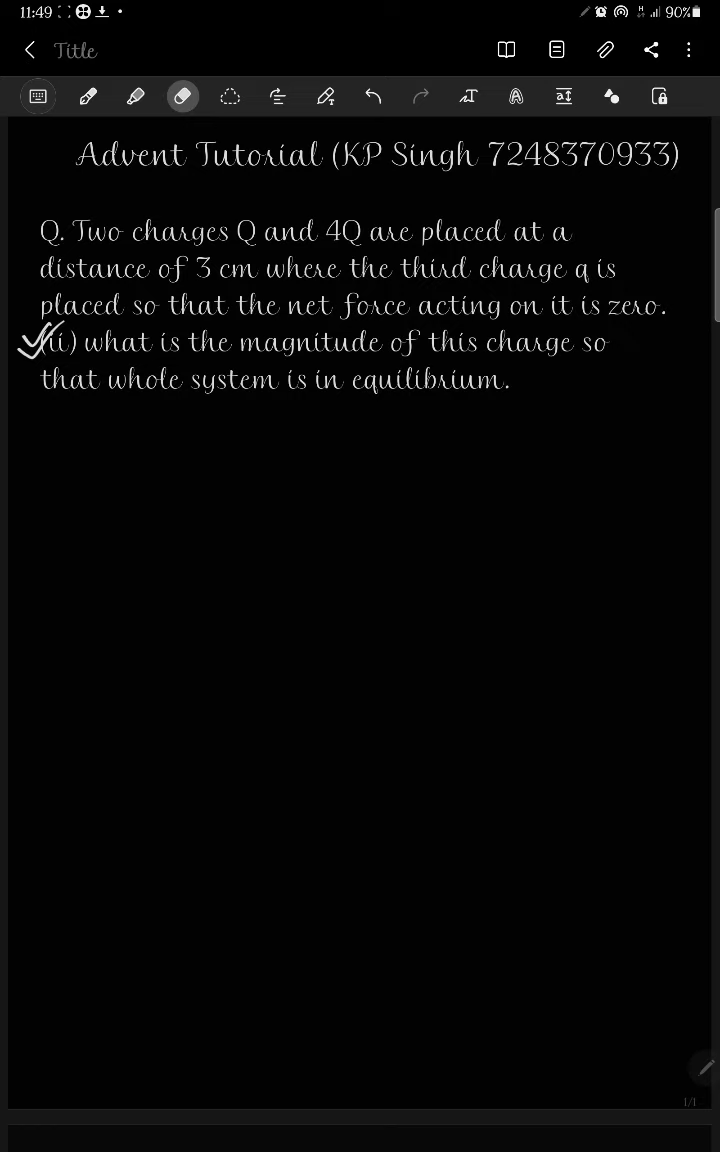 11:49
90%
Title
Advent Tutorial (KP Singh 7248370933)
Q. Two charges Q and 4Q are placed at a
distance of 3 cm where the third charge q is
placed so that the net force acting on it is zero.
(ii) what is the magnitude of this charge so
that whole system is in equilibrium.
1/1